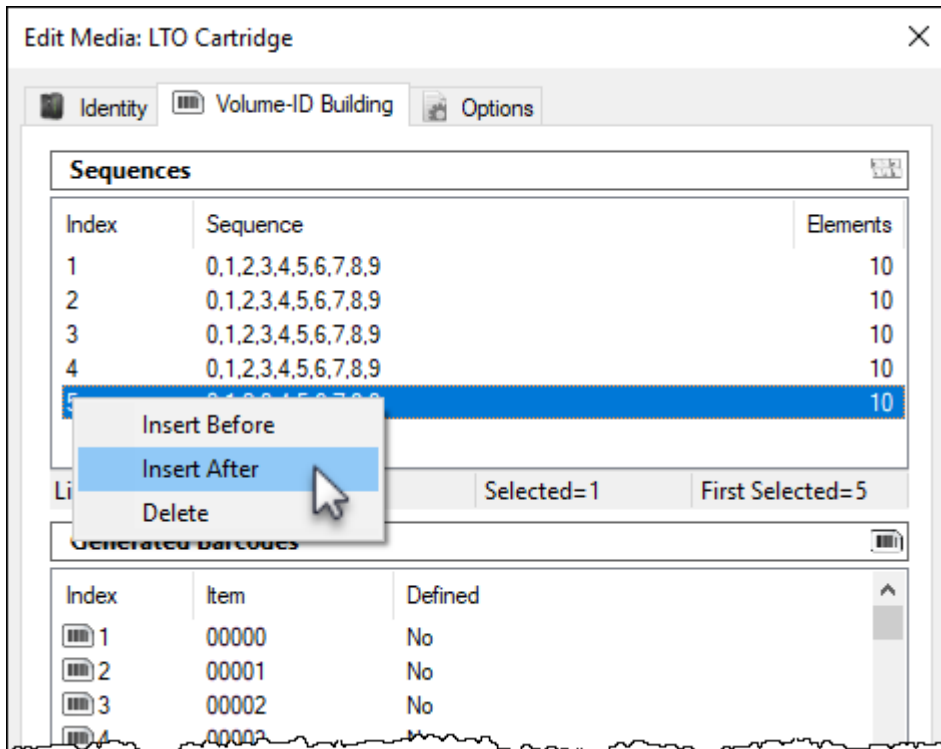 Edit Media: LTO Cartridge
Identity Volume-ID Building Options
Sequences
Index Sequence Elements
1 0,1,2,3,4,5,6,7,8,9 10
2 0,1,2,3,4,5,6,7,8,9 10
3 0,1,2,3,4,5,6,7,8,9 10
4 0,1,2,3,4,5,6,7,8,9 10
10
Insert Before
Insert After
Delete
Selected=1 First Selected=5
Generated Barcodes
Index Item Defined
1 00000 No
2 00001 No
3 00002 No